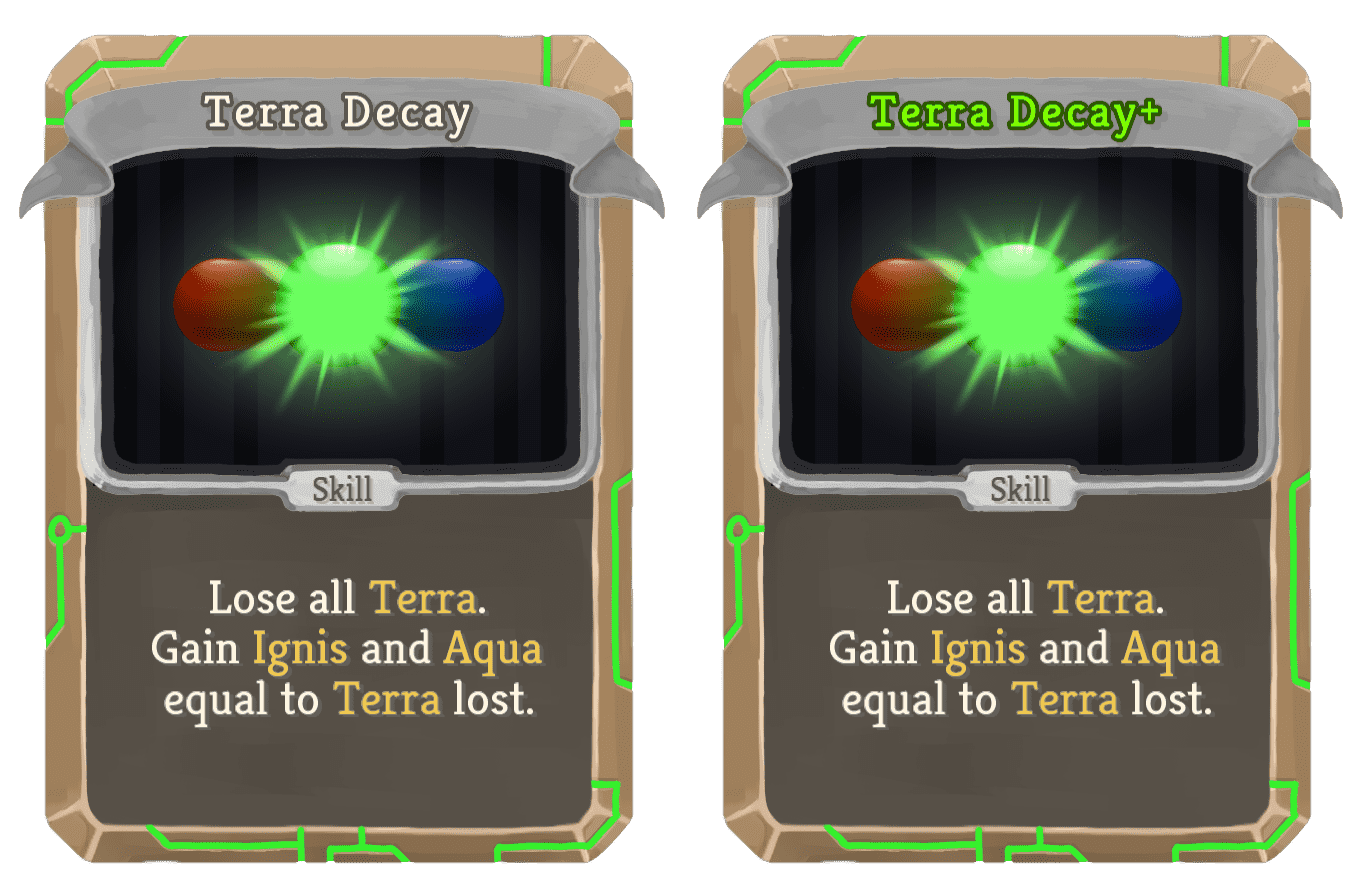 Terra Decay
Skill
Lose all Terra.
Gain Ignis and Aqua
equal to Terra lost.
Terra Decay+
Skill
Lose all Terra.
Gain Ignis and Aqua
equal to Terra lost.